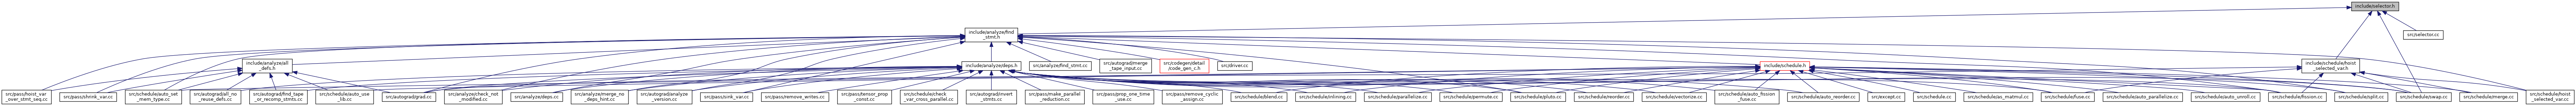 include/selector.h
include/analyze/find
_stmt.h
src/selector.cc
include/analyze/all
_defs.h
include/analyze/deps.h
src/analyze/find_stmt.cc
src/autograd/merge
_tape_input.cc
src/codegen/detail
/code_gen_c.h
src/driver.cc
include/schedule.h
include/schedule/hoist
_selected_var.h
src/pass/hoist_var
_over_stmt_seq.cc
src/pass/shrink_var.cc
src/schedule/auto_set
_mem_type.cc
src/autograd/all_no
_reuse_defs.cc
src/autograd/find_tape
_or_recomp_stmts.cc
src/schedule/auto_use
_lib.cc
src/autograd/grad.cc
src/analyze/check_not
_modified.cc
src/analyze/deps.cc
src/analyze/merge_no
_deps_hint.cc
src/autograd/analyze
_version.cc
src/pass/sink_var.cc
src/pass/remove_writes.cc
src/pass/tensor_prop
_const.cc
src/schedule/check
_var_cross_parallel.cc
src/autograd/invert
_stmts.cc
src/pass/make_parallel
_reduction.cc
src/pass/prop_one_time
_use.cc
src/pass/remove_cyclic
_assign.cc
src/schedule/blend.cc
src/schedule/inlining.cc
src/schedule/parallelize.cc
src/schedule/permute.cc
src/schedule/pluto.cc
src/schedule/reorder.cc
src/schedule/vectorize.cc
src/schedule/auto_fission
_fuse.cc
src/schedule/auto_reorder.cc
src/except.cc
src/schedule.cc
src/schedule/as_matmul.cc
src/schedule/fuse.cc
src/schedule/auto_parallelize.cc
src/schedule/auto_unroll.cc
src/schedule/fission.cc
src/schedule/split.cc
src/schedule/swap.cc
src/schedule/merge.cc
src/schedule/hoist
_selected_var.cc